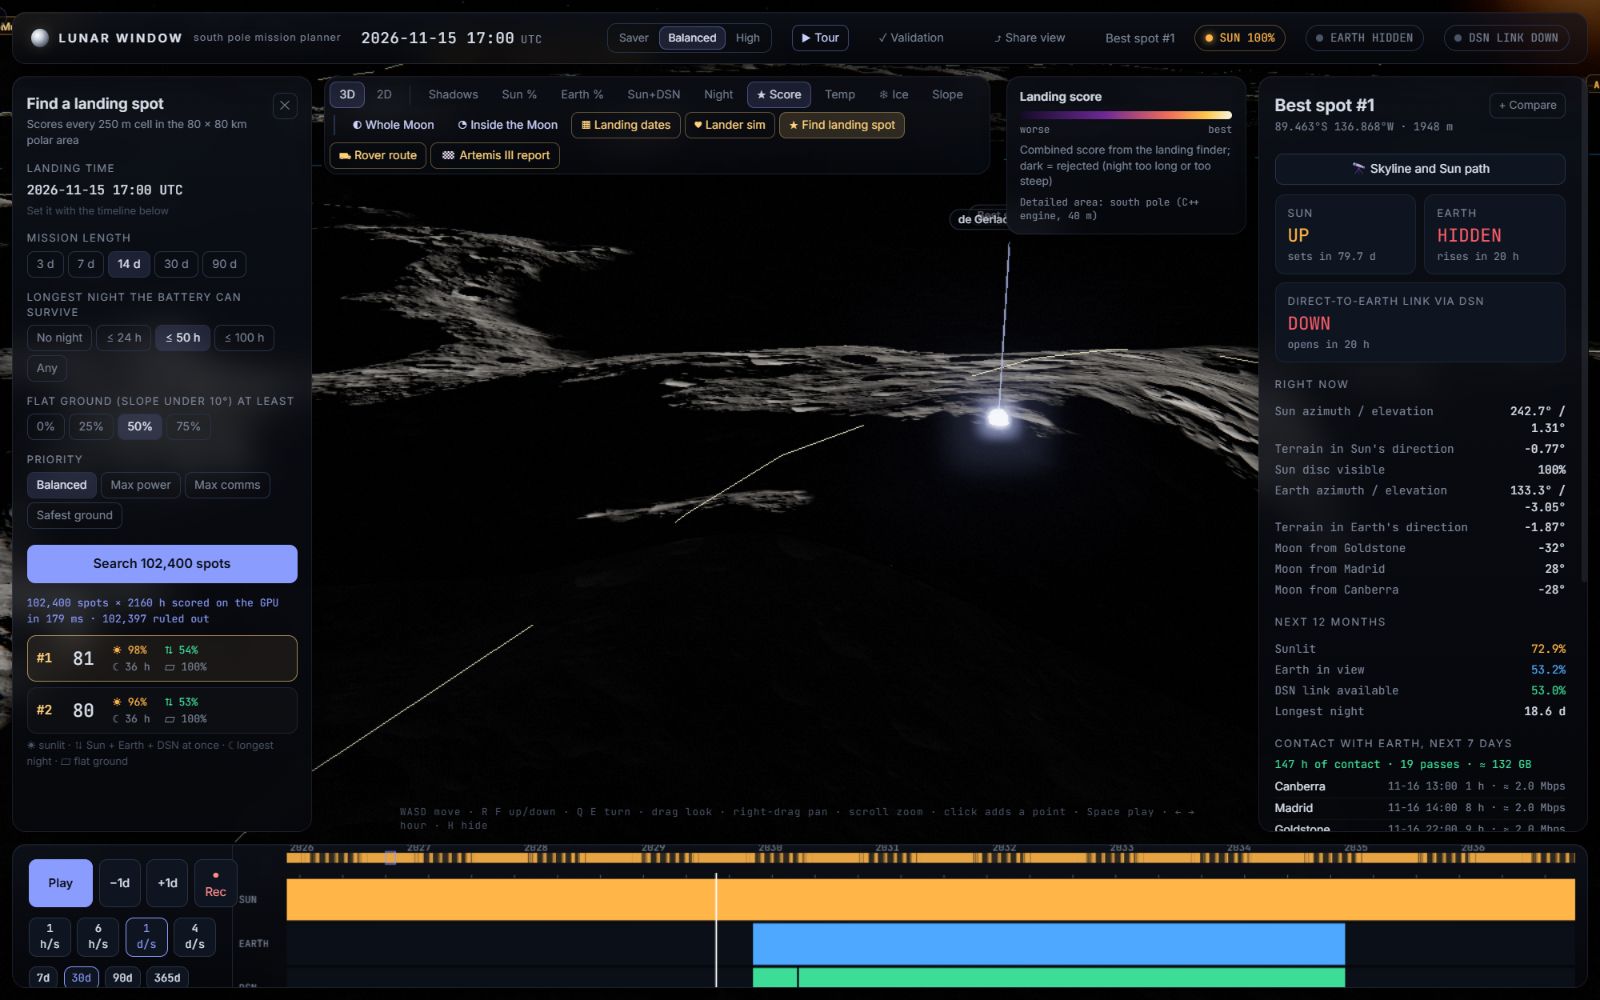 LUNAR WINDOW south pole mission planner 2026-11-15 17:00 UTC
Saver Balanced High
▶ Tour
✓ Validation
Share view
Best spot #1
SUN 100%
EARTH HIDDEN
DSN LINK DOWN
Find a landing spot
Scores every 250 m cell in the 80 × 80 km
polar area
LANDING TIME
2026-11-15 17:00 UTC
Set it with the timeline below
MISSION LENGTH
3 d 7 d 14 d 30 d 90 d
LONGEST NIGHT THE BATTERY CAN
SURVIVE
No night ≤ 24 h ≤ 50 h ≤ 100 h
Any
FLAT GROUND (SLOPE UNDER 10°) AT LEAST
0% 25% 50% 75%
PRIORITY
Balanced Max power Max comms
Safest ground
Search 102,400 spots
102,400 spots × 2160 h scored on the GPU
in 179 ms · 102,397 ruled out
#1 81 ☀ 98% ⇅ 54%
☾ 36 h ▱ 100%
#2 80 ☀ 96% ⇅ 53%
☾ 36 h ▱ 100%
☀ sunlit · ⇅ Sun + Earth + DSN at once · ☾ longest
night · ▱ flat ground
3D 2D Shadows Sun % Earth % Sun+DSN Night ★ Score Temp ❄ Ice Slope
Whole Moon Inside the Moon Landing dates Lander sim ★ Find landing spot
Rover route Artemis III report
Landing score
worse best
Combined score from the landing finder;
dark = rejected (night too long or too
steep)
Detailed area: south pole (C++
engine, 40 m)
de Gerlac
WASD move · R F up/down · Q E turn · drag look · right-drag pan · scroll zoom · click adds a point · Space play · ← →
hour · H hide
Best spot #1
+ Compare
89.463°S 136.868°W · 1948 m
Skyline and Sun path
SUN
UP
sets in 79.7 d
EARTH
HIDDEN
rises in 20 h
DIRECT-TO-EARTH LINK VIA DSN
DOWN
opens in 20 h
RIGHT NOW
Sun azimuth / elevation 242.7° /
1.31°
Terrain in Sun's direction -0.77°
Sun disc visible 100%
Earth azimuth / elevation 133.3° /
-3.05°
Terrain in Earth's direction -1.87°
Moon from Goldstone -32°
Moon from Madrid 28°
Moon from Canberra -28°
NEXT 12 MONTHS
Sunlit 72.9%
Earth in view 53.2%
DSN link available 53.0%
Longest night 18.6 d
CONTACT WITH EARTH, NEXT 7 DAYS
147 h of contact · 19 passes · ≈ 132 GB
Canberra 11-16 13:00 1 h · ≈ 2.0 Mbps
Madrid 11-16 14:00 8 h · ≈ 2.0 Mbps
Goldstone 11-16 22:00 9 h · ≈ 2.0 Mbps
Play −1d +1d Rec
1 h/s 6 h/s 1 d/s 4 d/s
7d 30d 90d 365d
2026 2027 2028 2029 2030 2031 2032 2033 2034 2035 2036
SUN
EARTH
DSN